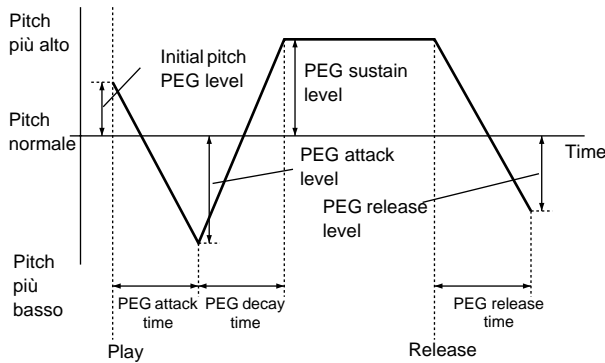 Pitch
più alto
Initial pitch
PEG level
PEG sustain
level
Pitch
normale
Time
PEG attack
level
PEG release
level
Pitch
più
basso
PEG attack
time
PEG decay
time
PEG release
time
Play
Release